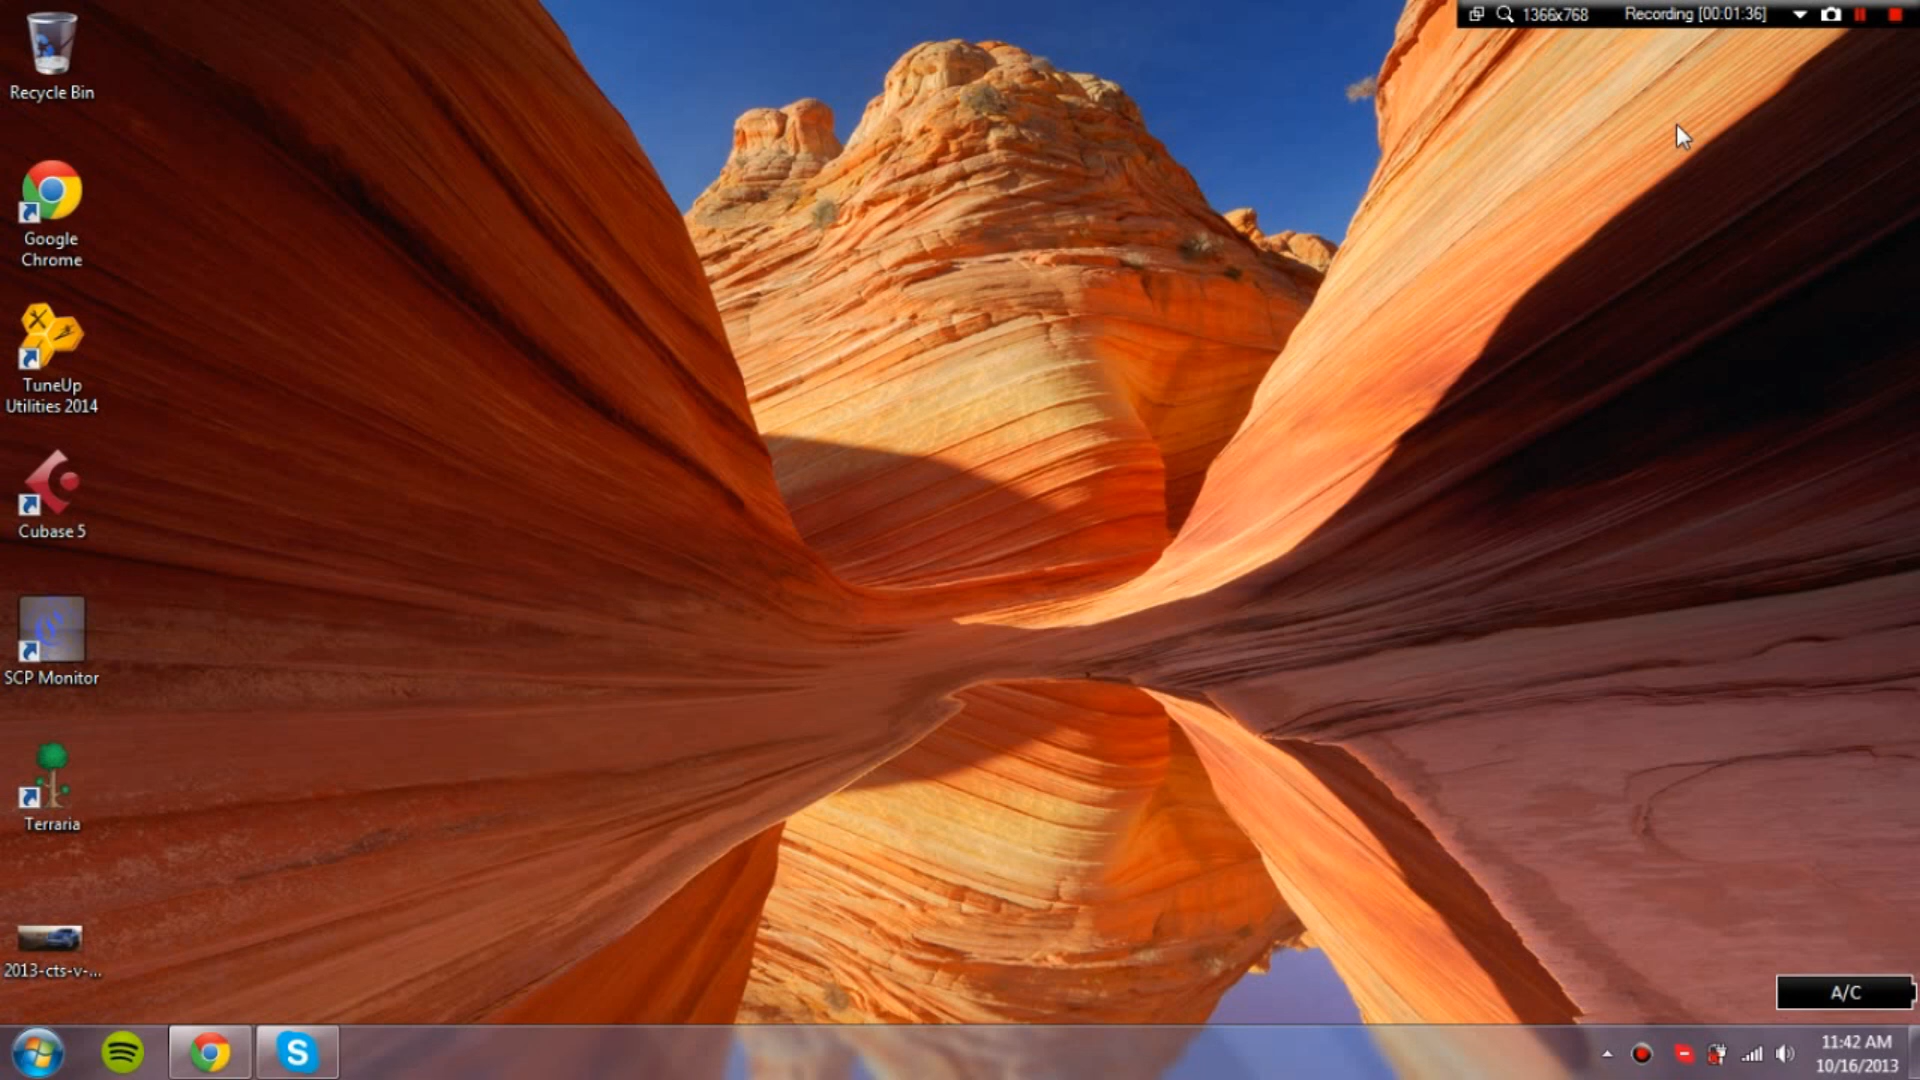 1366x768 Recording [00:01:36]
Recycle Bin
Google
Chrome
TuneUp
Utilities 2014
Cubase 5
SCP Monitor
Terraria
2013-cts-v-...
A/C
11:42 AM
10/16/2013